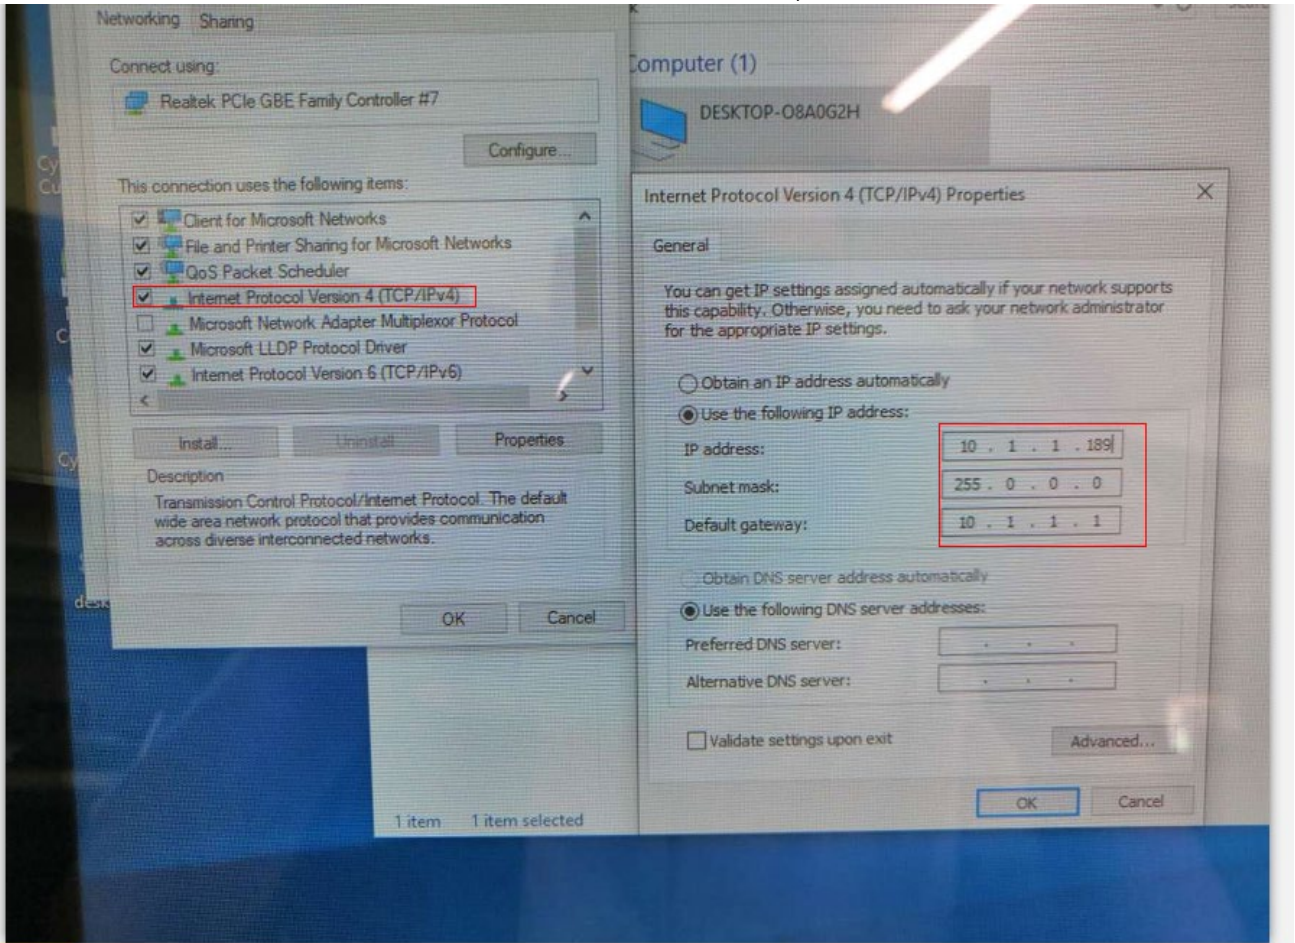 Networking Sharing
Connect using:
Realtek PCIe GBE Family Controller #7
Configure...
This connection uses the following items:
Client for Microsoft Networks
File and Printer Sharing for Microsoft Networks
QoS Packet Scheduler
Internet Protocol Version 4 (TCP/IPv4)
Microsoft Network Adapter Multiplexor Protocol
Microsoft LLDP Protocol Driver
Internet Protocol Version 6 (TCP/IPv6)
Install... Uninstall Properties
Description
Transmission Control Protocol/Internet Protocol. The default
wide area network protocol that provides communication
across diverse interconnected networks.
OK Cancel
Computer (1)
DESKTOP-O8A0G2H
Internet Protocol Version 4 (TCP/IPv4) Properties
General
You can get IP settings assigned automatically if your network supports
this capability. Otherwise, you need to ask your network administrator
for the appropriate IP settings.
Obtain an IP address automatically
Use the following IP address:
IP address: 10 . 1 . 1 . 189
Subnet mask: 255 . 0 . 0 . 0
Default gateway: 10 . 1 . 1 . 1
Obtain DNS server address automatically
Use the following DNS server addresses:
Preferred DNS server: . . .
Alternative DNS server: . . .
Validate settings upon exit
Advanced...
OK Cancel
1 item 1 item selected